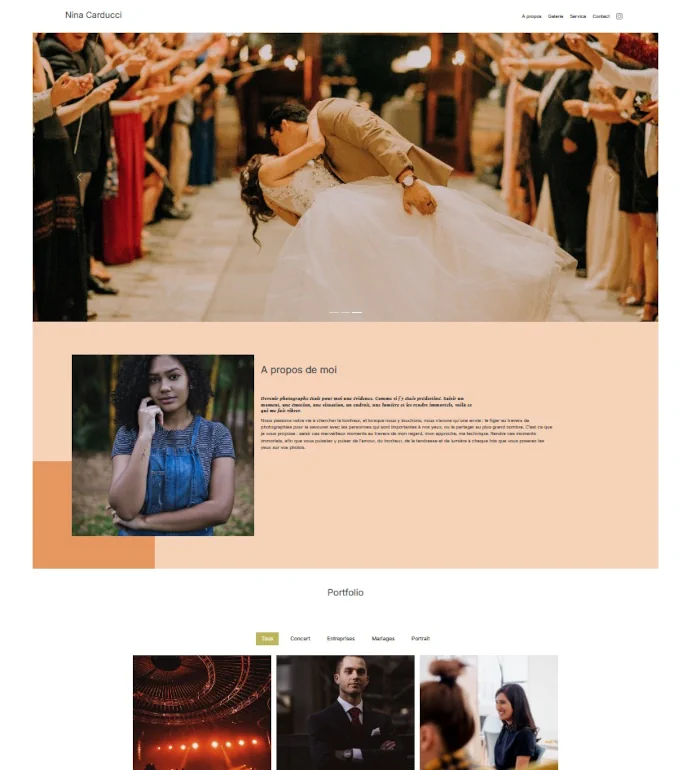 Nina Carducci
A propos Galerie Service Contact
A propos de moi
Devenir photographe était pour moi une évidence. Comme si j'y étais prédestiné. Saisir un
moment, une émotion, une situation, un endroit, une lumière et les rendre immortels, voilà ce
qui me fais vibrer.
Nous passons notre vie à chercher le bonheur, et lorsque nous y touchons, nous n'avons qu'une envie : le figer au travers de
photographies pour le savourer avec les personnes qui sont importantes à nos yeux, ou le partager au plus grand nombre. C'est ce que
je vous propose : saisir vos merveilleux moments au travers de mon regard, mon approche, ma technique. Rendre ces moments
immortels, afin que vous puissiez y puiser de l'amour, du bonheur, de la tendresse et de lumière à chaque fois que vous poserez les
yeux sur vos photos.
Portfolio
Tous Concert Entreprises Mariages Portrait